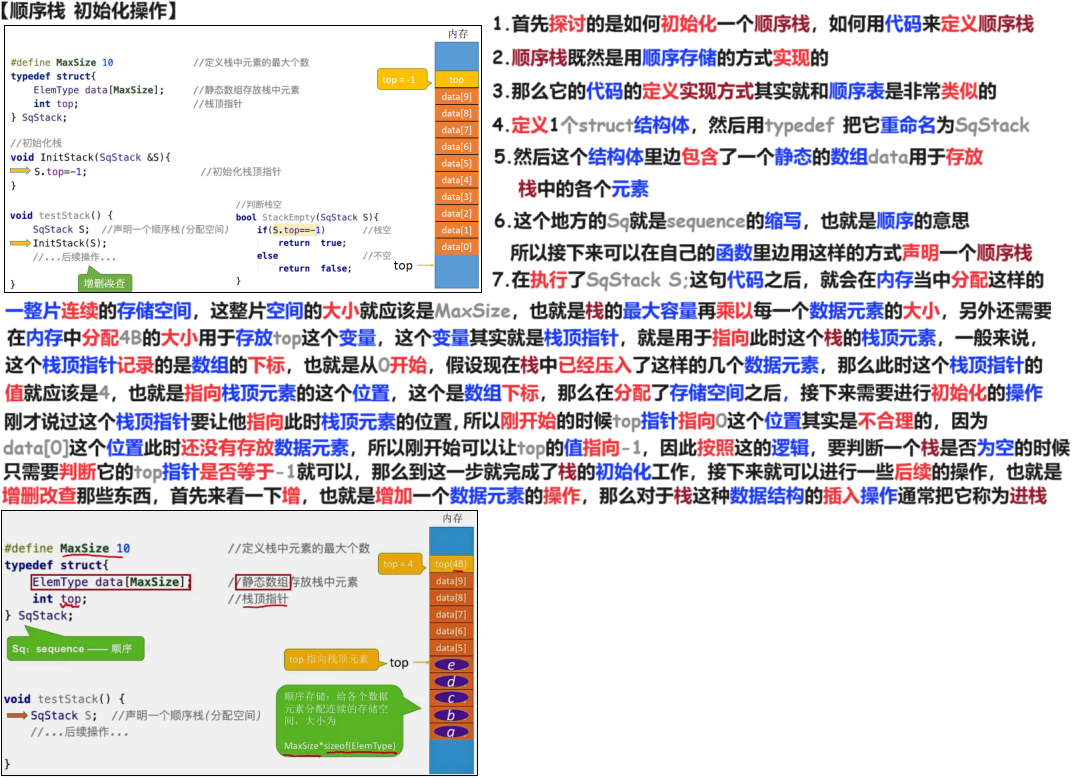 【顺序栈 初始化操作】
#define MaxSize 10 //定义栈中元素的最大个数
typedef struct{
ElemType data[MaxSize]; //静态数组存放栈中元素
int top; //栈顶指针
} SqStack;
//初始化栈
void InitStack(SqStack &S){
S.top=-1; //初始化栈顶指针
}
void testStack() {
SqStack S; //声明一个顺序栈(分配空间)
InitStack(S);
//...后续操作...
}
增删改查
//判断栈空
bool StackEmpty(SqStack S){
if(S.top==-1) //栈空
return true;
else //不空
return false;
}
内存
top = -1
top
data[9]
data[8]
data[7]
data[6]
data[5]
data[4]
data[3]
data[2]
data[1]
data[0]
top
1.首先探讨的是如何初始化一个顺序栈，如何用代码来定义顺序栈
2.顺序栈既然是用顺序存储的方式实现的
3.那么它的代码的定义实现方式其实就和顺序表是非常类似的
4.定义1个struct结构体，然后用typedef 把它重命名为SqStack
5.然后这个结构体里边包含了一个静态的数组data用于存放
栈中的各个元素
6.这个地方的Sq就是sequence的缩写，也就是顺序的意思
所以接下来可以在自己的函数里边用这样的方式声明一个顺序栈
7.在执行了SqStack S;这句代码之后，就会在内存当中分配这样的
一整片连续的存储空间，这整片空间的大小就应该是MaxSize，也就是栈的最大容量再乘以每一个数据元素的大小，另外还需要
在内存中分配4B的大小用于存放top这个变量，这个变量其实就是栈顶指针，就是用于指向此时这个栈的栈顶元素，一般来说，
这个栈顶指针记录的是数组的下标，也就是从0开始，假设现在栈中已经压入了这样的几个数据元素，那么此时这个栈顶指针的
值就应该是4，也就是指向栈顶元素的这个位置，这个是数组下标，那么在分配了存储空间之后，接下来需要进行初始化的操作
刚才说过这个栈顶指针要让他指向此时栈顶元素的位置,所以刚开始的时候top指针指向0这个位置其实是不合理的，因为
data[0]这个位置此时还没有存放数据元素，所以刚开始可以让top的值指向-1，因此按照这的逻辑，要判断一个栈是否为空的时候
只需要判断它的top指针是否等于-1就可以，那么到这一步就完成了栈的初始化工作，接下来就可以进行一些后续的操作，也就是
增删改查那些东西，首先来看一下增，也就是增加一个数据元素的操作，那么对于栈这种数据结构的插入操作通常把它称为进栈
#define MaxSize 10 //定义栈中元素的最大个数
typedef struct{
ElemType data[MaxSize]; //静态数组存放栈中元素
int top; //栈顶指针
} SqStack;
Sq：sequence —— 顺序
void testStack() {
SqStack S; //声明一个顺序栈(分配空间)
//...后续操作...
}
内存
top = 4
top(4B)
data[9]
data[8]
data[7]
data[6]
data[5]
top 指向栈顶元素
top
e
d
c
b
a
顺序存储：给各个数据
元素分配连续的存储空
间，大小为
MaxSize*sizeof(ElemType)